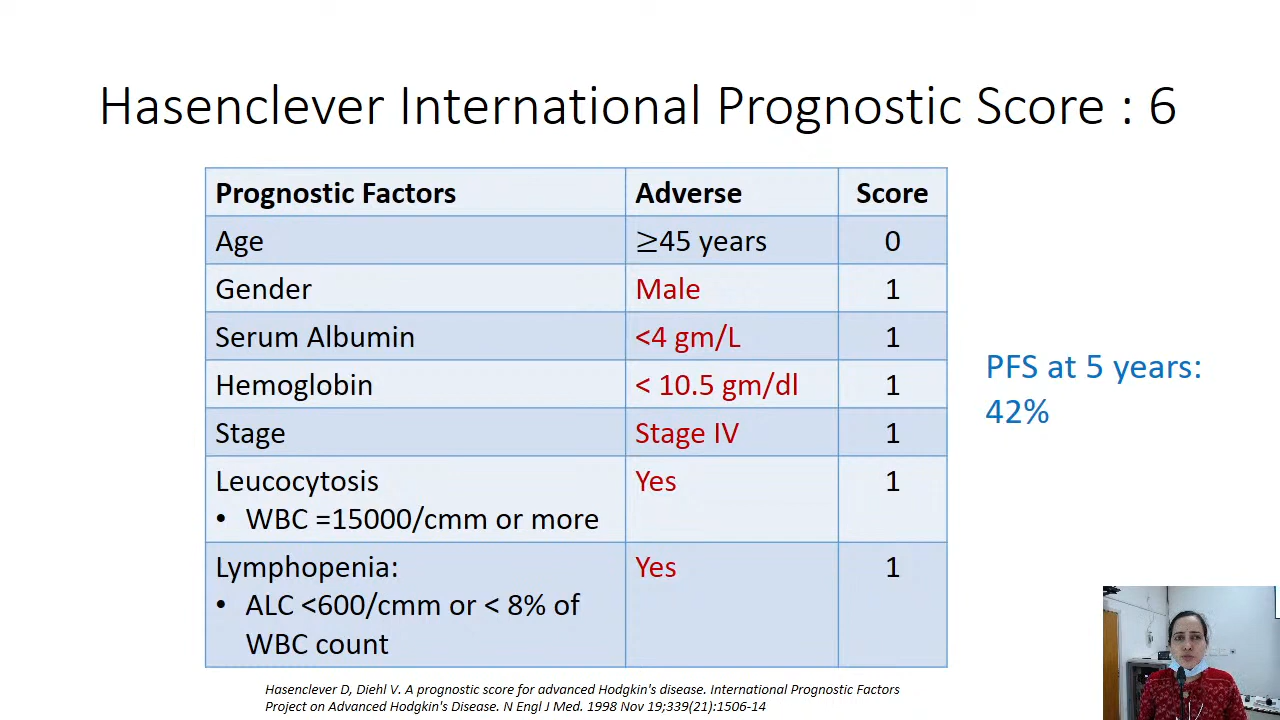 Hasenclever International Prognostic Score : 6
Prognostic Factors Adverse Score
Age ≥45 years 0
Gender Male 1
Serum Albumin <4 gm/L 1
Hemoglobin < 10.5 gm/dl 1
Stage Stage IV 1
Leucocytosis Yes 1
• WBC =15000/cmm or more
Lymphopenia: Yes 1
• ALC <600/cmm or < 8% of
WBC count
PFS at 5 years:
42%
Hasenclever D, Diehl V. A prognostic score for advanced Hodgkin's disease. International Prognostic Factors
Project on Advanced Hodgkin's Disease. N Engl J Med. 1998 Nov 19;339(21):1506-14